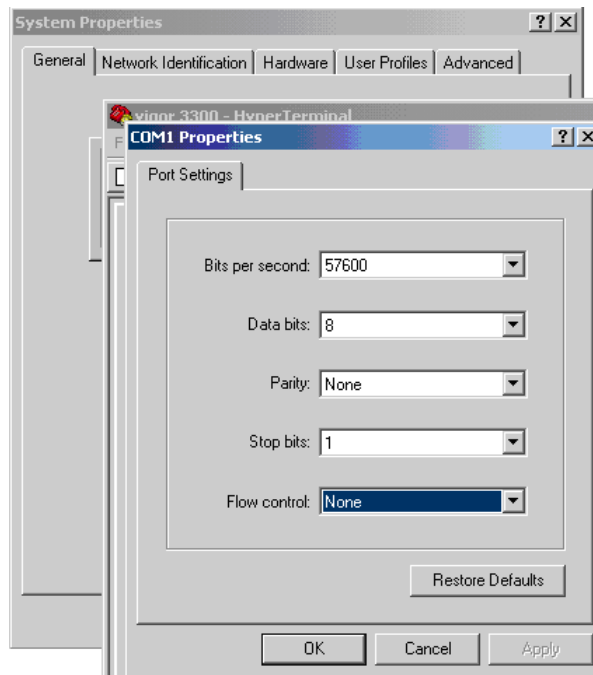 System Properties
General Network Identification Hardware User Profiles Advanced
vigor 3300 - HyperTerminal
F
COM1 Properties
Port Settings
Bits per second: 57600
Data bits: 8
Parity: None
Stop bits: 1
Flow control: None
Restore Defaults
OK Cancel Apply